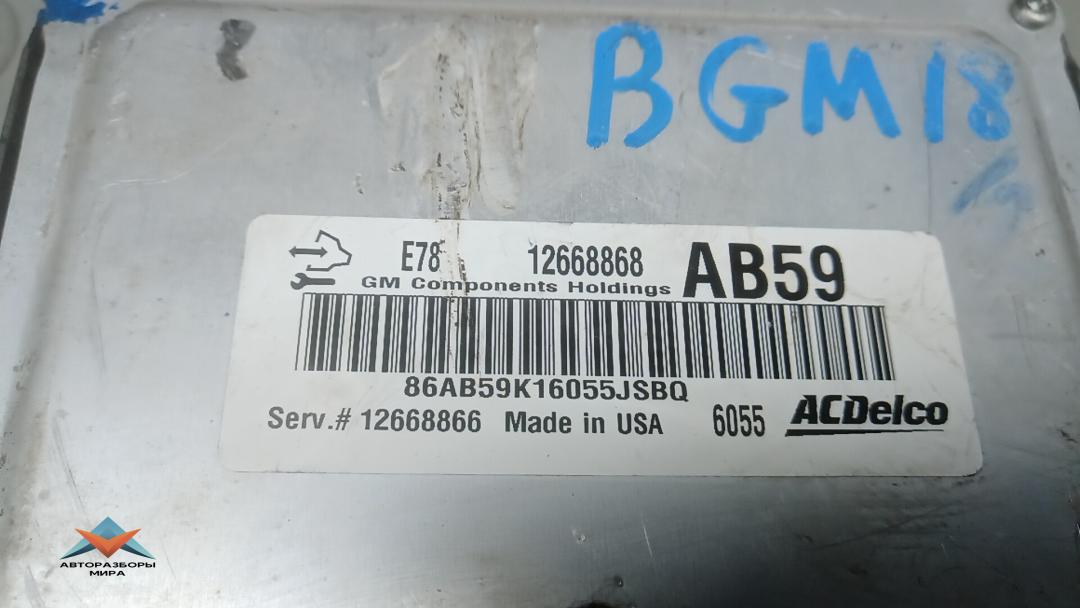 BGM18
E78 12668868 AB59
GM Components Holdings
86AB59K16055JSBQ
Serv.# 12668866 Made in USA 6055 ACDelco
АВТОРАЗБОРЫ
МИРА